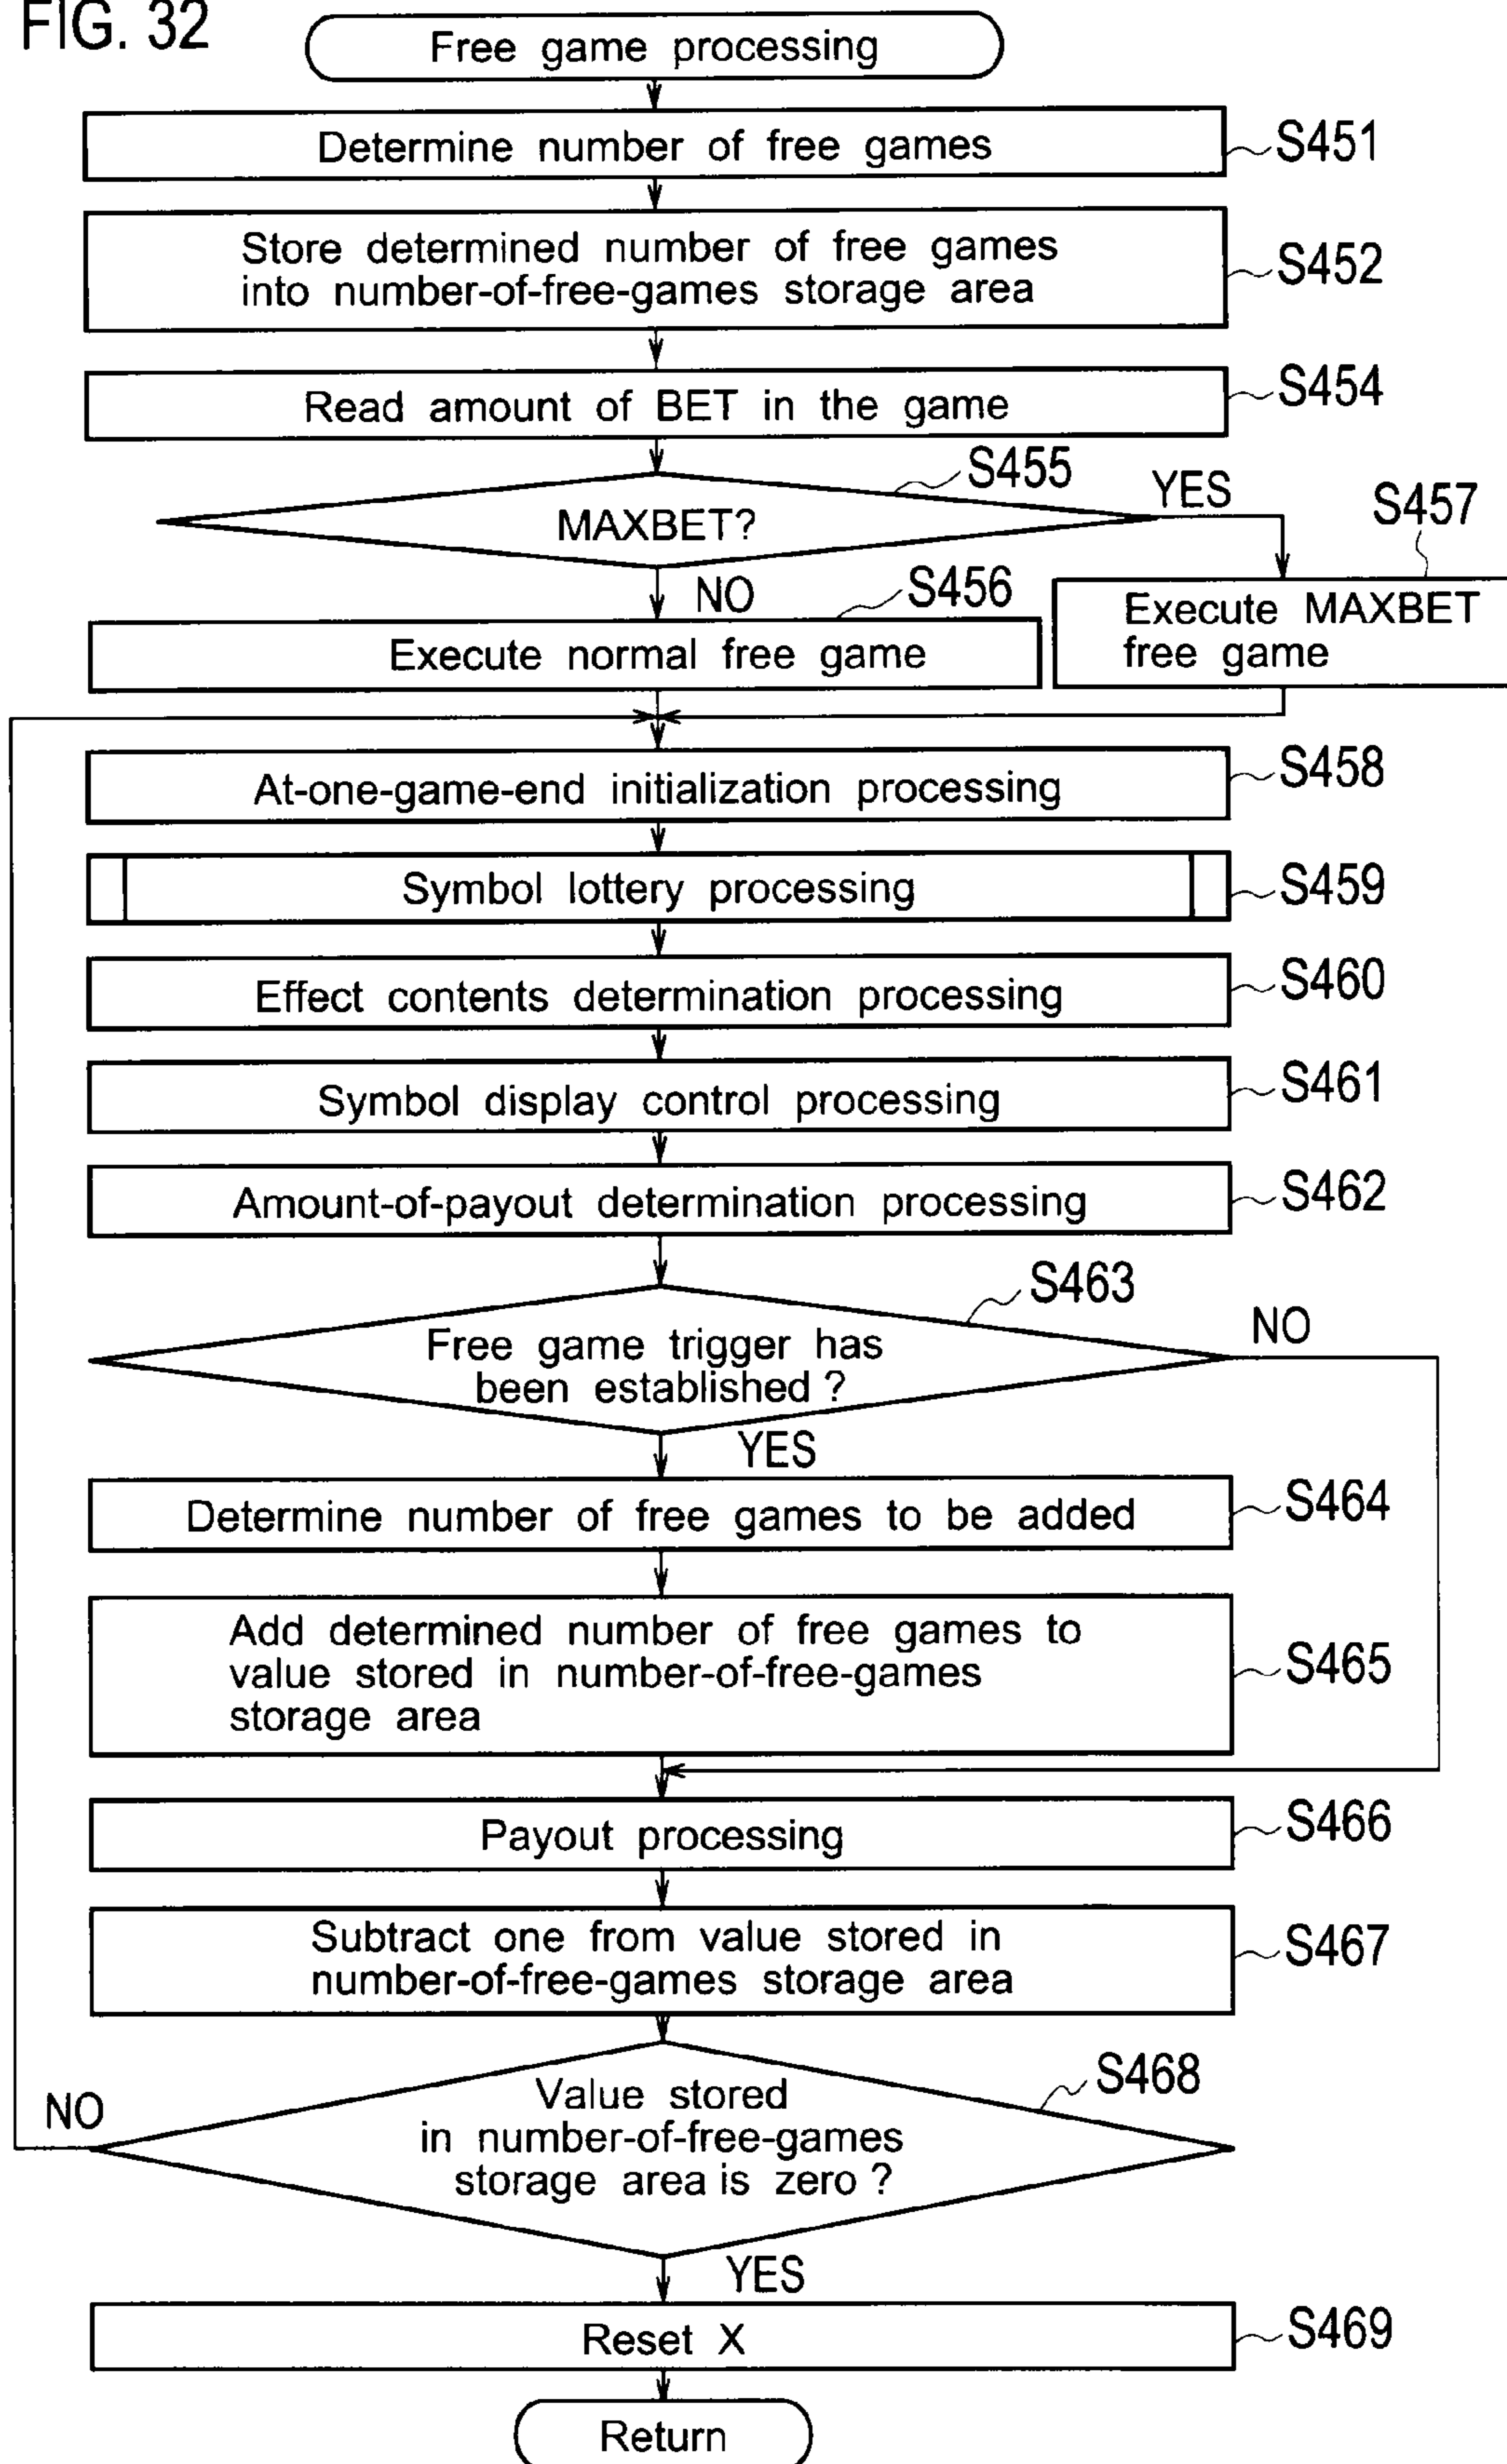 FIG. 32
Free game processing
Determine number of free games
S451
Store determined number of free games
into number-of-free-games storage area
S452
Read amount of BET in the game
S454
S455
MAXBET?
YES
S457
NO
S456
Execute normal free game
Execute MAXBET
free game
At-one-game-end initialization processing
S458
Symbol lottery processing
S459
Effect contents determination processing
S460
Symbol display control processing
S461
Amount-of-payout determination processing
S462
S463
Free game trigger has
been established ?
NO
YES
Determine number of free games to be added
S464
Add determined number of free games to
value stored in number-of-free-games
storage area
S465
Payout processing
S466
Subtract one from value stored in
number-of-free-games storage area
S467
S468
Value stored
in number-of-free-games
storage area is zero ?
NO
YES
Reset X
S469
Return